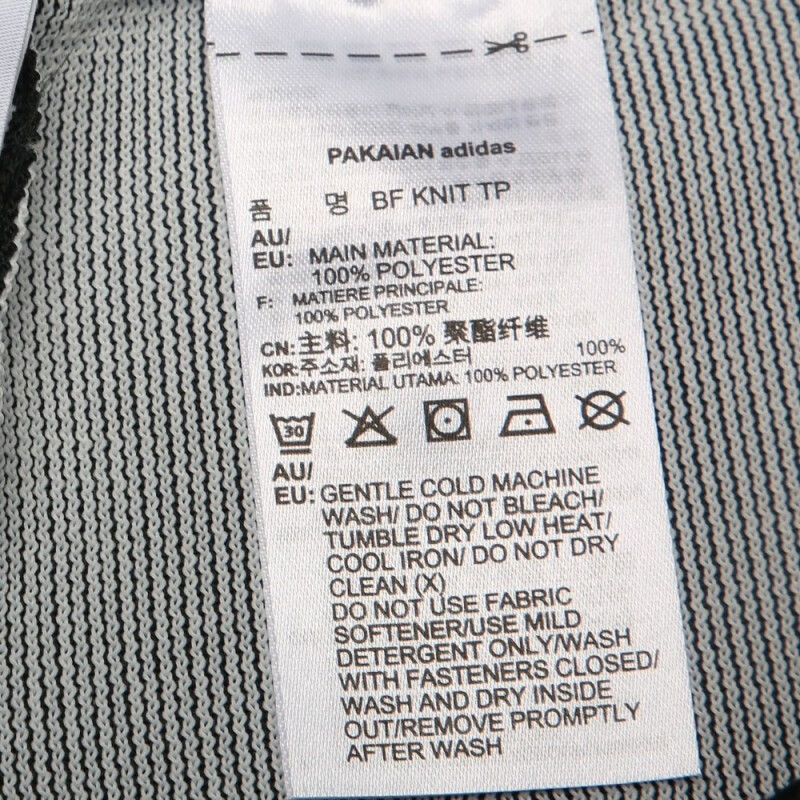 PAKAIAN adidas
품 명 BF KNIT TP
AU/
EU: MAIN MATERIAL:
100% POLYESTER
F: MATIERE PRINCIPALE:
100% POLYESTER
CN:主料: 100% 聚酯纤维
KOR:주소재: 폴리에스터 100%
IND:MATERIAL UTAMA: 100% POLYESTER
30
AU/
EU: GENTLE COLD MACHINE
WASH/ DO NOT BLEACH/
TUMBLE DRY LOW HEAT/
COOL IRON/ DO NOT DRY
CLEAN (X)
DO NOT USE FABRIC
SOFTENER/USE MILD
DETERGENT ONLY/WASH
WITH FASTENERS CLOSED/
WASH AND DRY INSIDE
OUT/REMOVE PROMPTLY
AFTER WASH